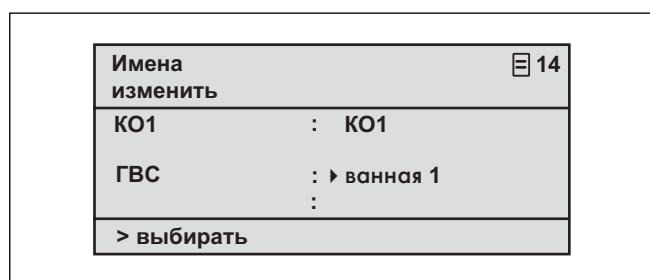 Имена 14
изменить
КО1 : КО1
ГВС : ▶ ванная 1
:
> выбирать